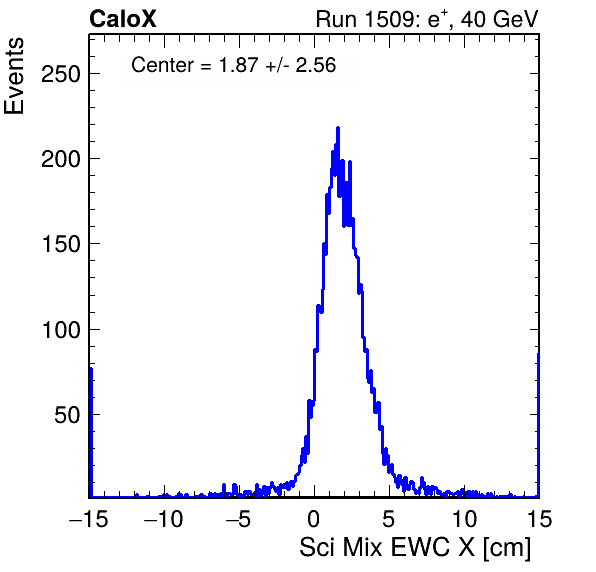 CaloX Run 1509: e⁺, 40 GeV
Center = 1.87 +/- 2.56
Events
250
200
150
100
50
−15 −10 −5 0 5 10 15
Sci Mix EWC X [cm]